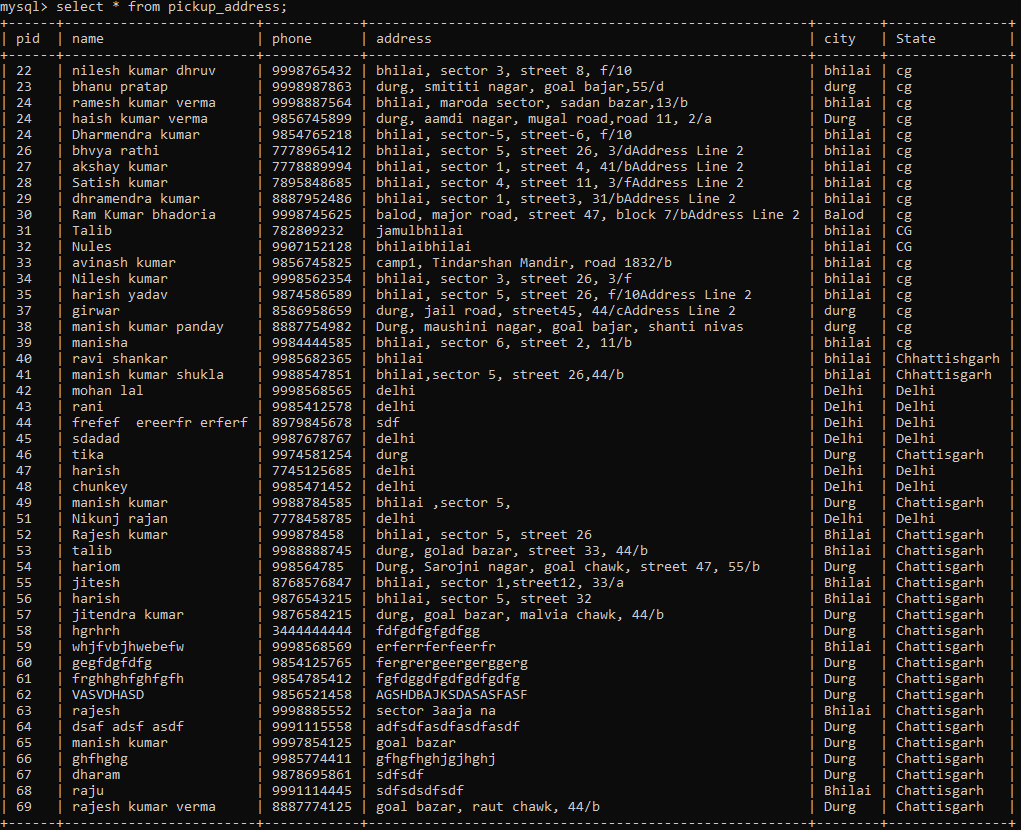 mysql> select * from pickup_address;
| pid | name | phone | address | city | State |
| 22 | nilesh kumar dhruv | 9998765432 | bhilai, sector 3, street 8, f/10 | bhilai | cg |
| 23 | bhanu pratap | 9998987863 | durg, smititi nagar, goal bajar,55/d | durg | cg |
| 24 | ramesh kumar verma | 9998887564 | bhilai, maroda sector, sadan bazar,13/b | bhilai | cg |
| 24 | haish kumar verma | 9856745899 | durg, aamdi nagar, mugal road,road 11, 2/a | Durg | cg |
| 24 | Dharmendra kumar | 9854765218 | bhilai, sector-5, street-6, f/10 | bhilai | cg |
| 26 | bhvya rathi | 7778965412 | bhilai, sector 5, street 26, 3/dAddress Line 2 | bhilai | cg |
| 27 | akshay kumar | 7778889994 | bhilai, sector 1, street 4, 41/bAddress Line 2 | bhilai | cg |
| 28 | Satish kumar | 7895848685 | bhilai, sector 4, street 11, 3/fAddress Line 2 | bhilai | cg |
| 29 | dhramendra kumar | 8887952486 | bhilai, sector 1, street3, 31/bAddress Line 2 | bhilai | cg |
| 30 | Ram Kumar bhadoria | 9998745625 | balod, major road, street 47, block 7/bAddress Line 2 | Balod | cg |
| 31 | Talib | 782809232 | jamulbhilai | bhilai | CG |
| 32 | Nules | 9907152128 | bhilaibhilai | bhilai | CG |
| 33 | avinash kumar | 9856745825 | camp1, Tindarshan Mandir, road 1832/b | bhilai | cg |
| 34 | Nilesh kumar | 9998562354 | bhilai, sector 3, street 26, 3/f | bhilai | cg |
| 35 | harish yadav | 9874586589 | bhilai, sector 5, street 26, f/10Address Line 2 | bhilai | cg |
| 37 | girwar | 8586958659 | durg, jail road, street45, 44/cAddress Line 2 | durg | cg |
| 38 | manish kumar panday | 8887754982 | Durg, maushini nagar, goal bajar, shanti nivas | durg | cg |
| 39 | manisha | 9984444585 | bhilai, sector 6, street 2, 11/b | bhilai | cg |
| 40 | ravi shankar | 9985682365 | bhilai | bhilai | Chhattishgarh |
| 41 | manish kumar shukla | 9988547851 | bhilai,sector 5, street 26,44/b | bhilai | Chhattisgarh |
| 42 | mohan lal | 9998568565 | delhi | Delhi | Delhi |
| 43 | rani | 9985412578 | delhi | Delhi | Delhi |
| 44 | frefef  ereerfr erferf | 8979845678 | sdf | Delhi | Delhi |
| 45 | sdadad | 9987678767 | delhi | Delhi | Delhi |
| 46 | tika | 9974581254 | durg | Durg | Chattisgarh |
| 47 | harish | 7745125685 | delhi | Delhi | Delhi |
| 48 | chunkey | 9985471452 | delhi | Delhi | Delhi |
| 49 | manish kumar | 9988784585 | bhilai ,sector 5, | Durg | Chattisgarh |
| 51 | Nikunj rajan | 7778458785 | delhi | Delhi | Delhi |
| 52 | Rajesh kumar | 999878458 | bhilai, sector 5, street 26 | Bhilai | Chattisgarh |
| 53 | talib | 9988888745 | durg, golad bazar, street 33, 44/b | Bhilai | Chattisgarh |
| 54 | hariom | 998564785 | Durg, Sarojni nagar, goal chawk, street 47, 55/b | Durg | Chattisgarh |
| 55 | jitesh | 8768576847 | bhilai, sector 1,street12, 33/a | Bhilai | Chattisgarh |
| 56 | harish | 9876543215 | bhilai, sector 5, street 32 | Bhilai | Chattisgarh |
| 57 | jitendra kumar | 9876584215 | durg, goal bazar, malvia chawk, 44/b | Durg | Chattisgarh |
| 58 | hgrhrh | 3444444444 | fdfgdfgfgdfgg | Durg | Chattisgarh |
| 59 | whjfvbjhwebefw | 9998568569 | erferrferfeerfr | Bhilai | Chattisgarh |
| 60 | gegfdgfdfg | 9854125765 | fergrergeergerggerg | Durg | Chattisgarh |
| 61 | frghhghfghfgfh | 9854785412 | fgfdggdfgdfgdfgdfg | Durg | Chattisgarh |
| 62 | VASVDHASD | 9856521458 | AGSHDBAJKSDASASFASF | Durg | Chattisgarh |
| 63 | rajesh | 9998885552 | sector 3aaja na | Bhilai | Chattisgarh |
| 64 | dsaf adsf asdf | 9991115558 | adfsdfasdfasdfasdf | Durg | Chattisgarh |
| 65 | manish kumar | 9997854125 | goal bazar | Durg | Chattisgarh |
| 66 | ghfhghg | 9985774411 | gfhgfhghjgjhghj | Durg | Chattisgarh |
| 67 | dharam | 9878695861 | sdfsdf | Durg | Chattisgarh |
| 68 | raju | 9991114445 | sdfsdsdfsdf | Bhilai | Chattisgarh |
| 69 | rajesh kumar verma | 8887774125 | goal bazar, raut chawk, 44/b | Durg | Chattisgarh |